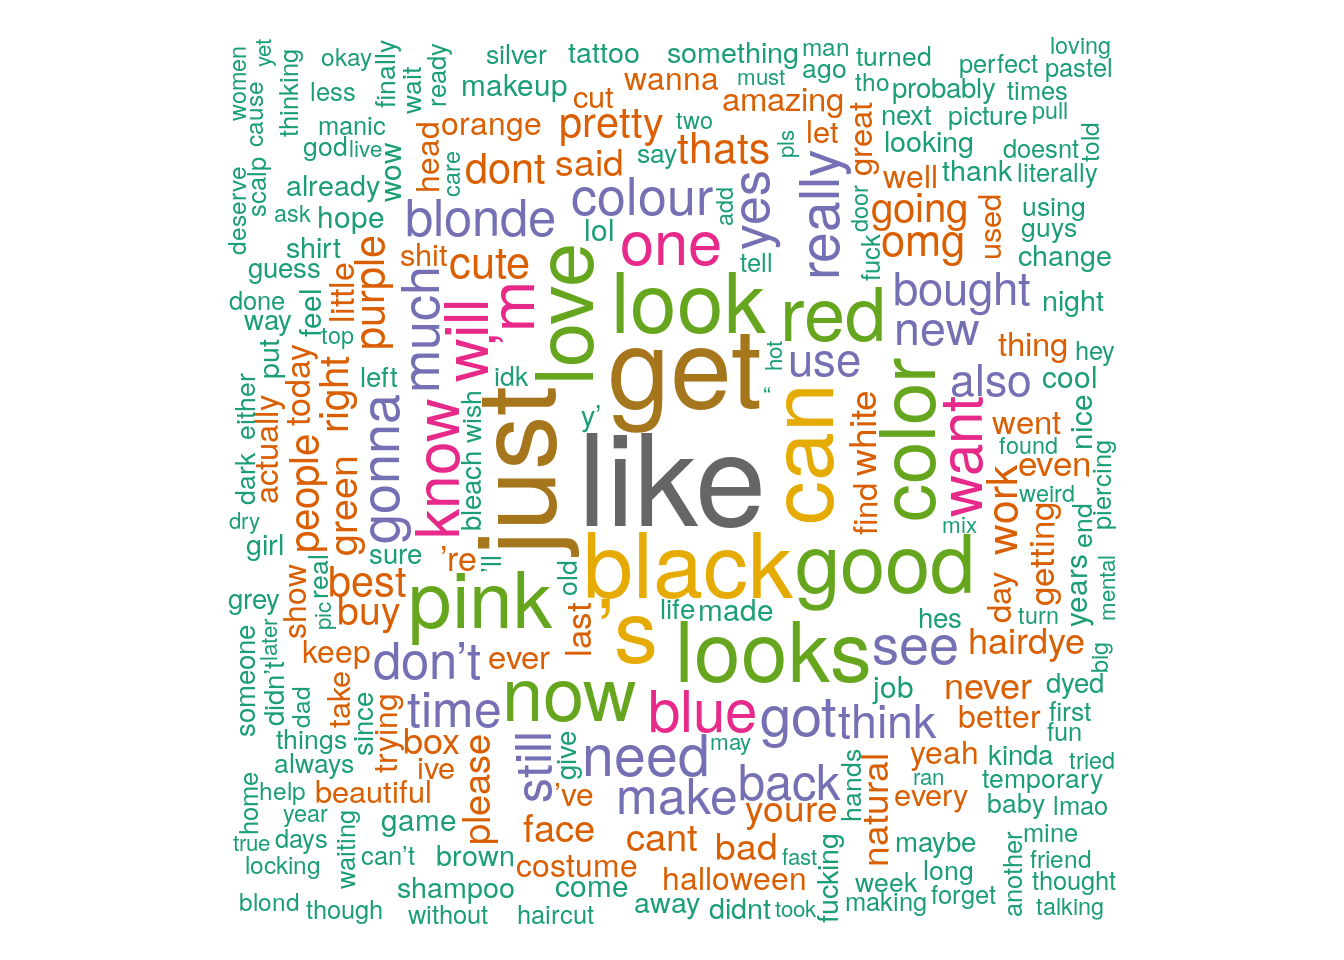 women
yet
cause
thinking
okay
less
manic
finally
wait
ready
silver
tattoo
something
man
turned
loving
perfect
pastel
makeup
wanna
must
ago
tho
probably
times
cut
amazing
next
picture
pull
god
live
wow
head
orange
pretty
two
let
great
looking
doesnt
told
deserve
scalp
already
care
dont
said
say
thats
pls
well
thank
literally
ask
hope
blonde
colour
add
yes
really
door
going
used
using
guys
shirt
shit
cute
lol
one
tell
fuck
omg
change
guess
little
purple
much
will
’m
love
look
red
bought
night
done
way
feel
top
get
hot
use
new
thing
hey
put
today
right
left
idk
“
also
cool
either
actually
gonna
know
wish
just
y’
can
white
color
want
went
nice
dark
people
green
bleach
like
find
found
even
dry
girl
sure
’re
’ll
mix
work
weird
end
piercing
grey
show
real
pic
best
buy
pink
old
black
good
day
getting
years
mental
last
’s
life
made
hes
turn
someone
didn’t
later
keep
don’t
ever
looks
see
hairdye
big
dad
take
since
trying
time
now
blue
got
think
job
never
dyed
things
box
still
give
need
may
better
first
fun
always
ive
please
’ve
make
back
hands
natural
yeah
kinda
tried
home
help
beautiful
ran
temporary
year
game
face
cant
youre
every
baby
lmao
true
days
waiting
can’t
brown
costume
bad
fast
fucking
maybe
another
mine
locking
shampoo
come
halloween
week
long
friend
thought
blond
though
without
haircut
away
didnt
took
making
forget
talking